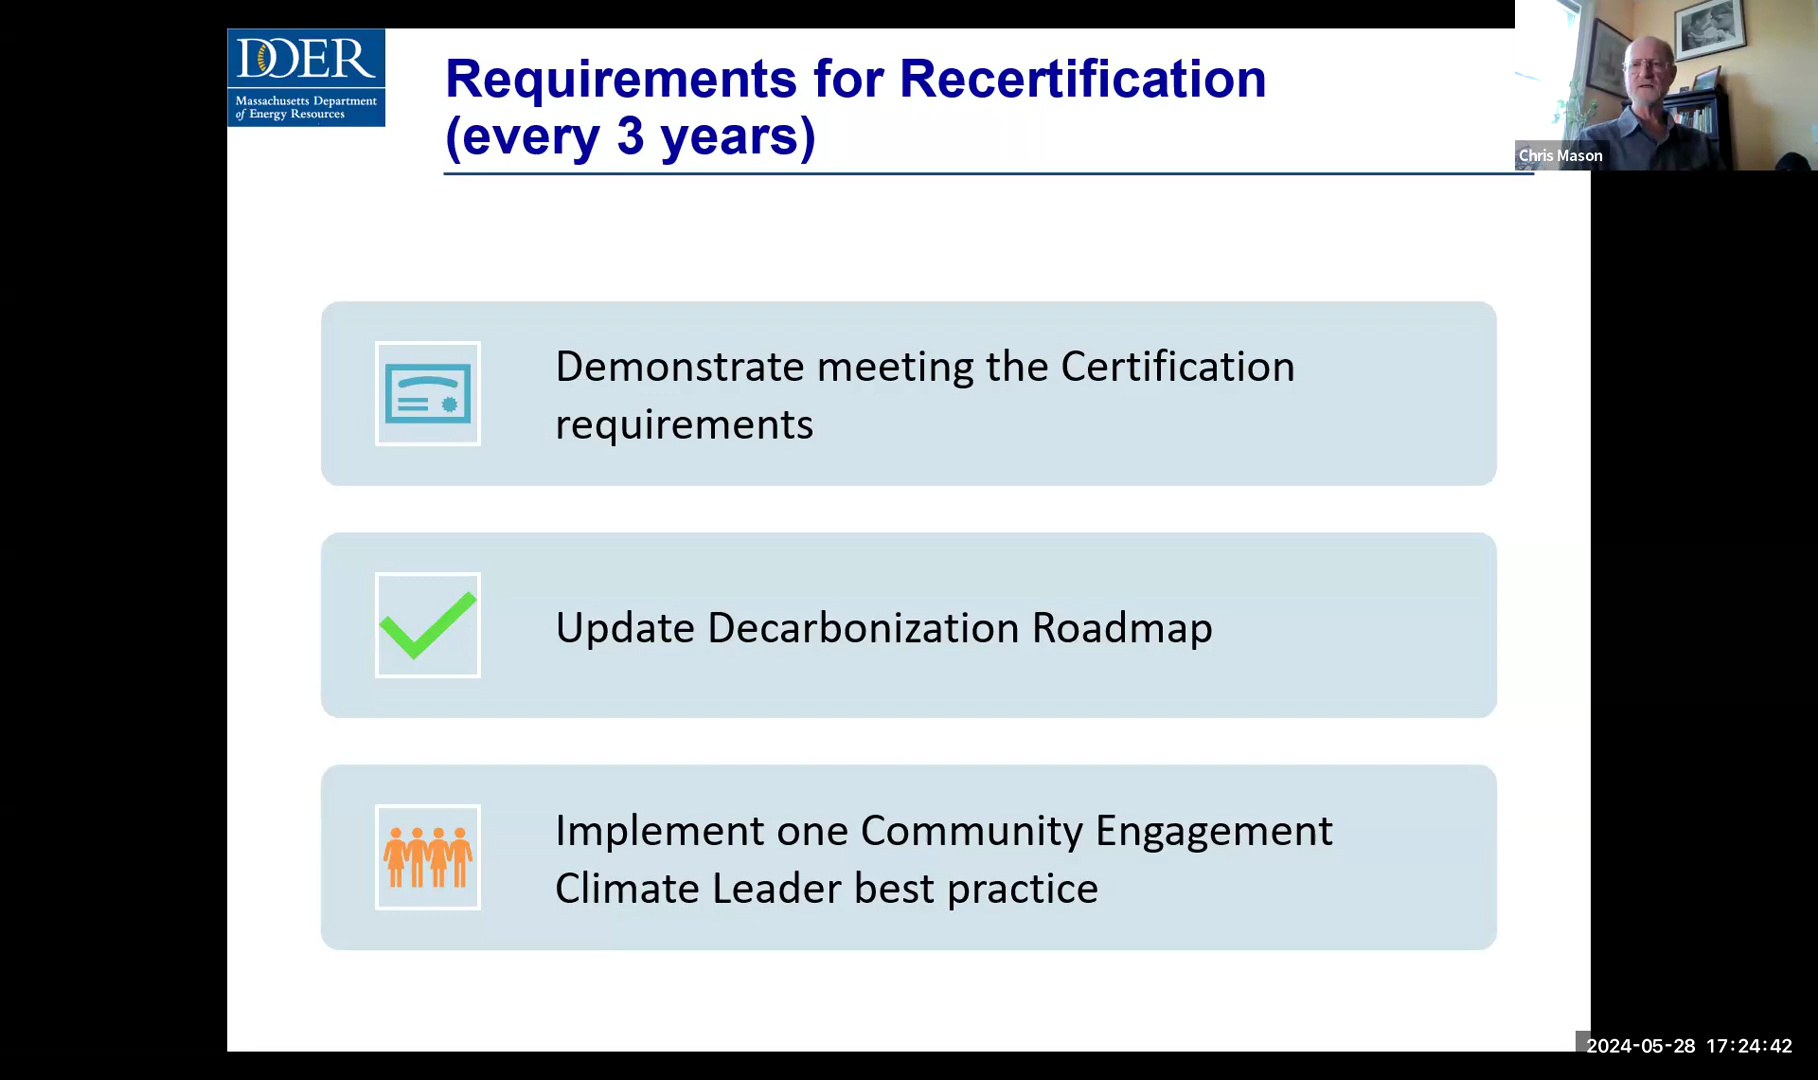 DOER
Massachusetts Department
of Energy Resources
Requirements for Recertification
(every 3 years)
Chris Mason
Demonstrate meeting the Certification
requirements
Update Decarbonization Roadmap
Implement one Community Engagement
Climate Leader best practice
2024-05-28 17:24:42